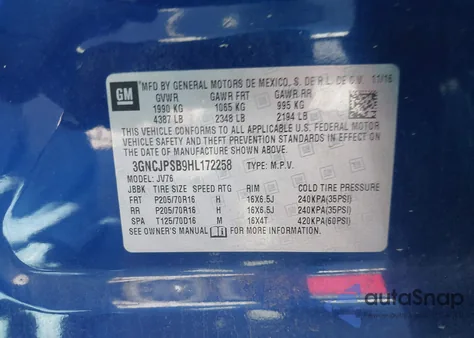 GM
MFD BY GENERAL MOTORS DE MEXICO, S. DE R.L. DE C.V. 11/16
GVWR GAWR FRT GAWR RR
1990 KG 1065 KG 995 KG
4387 LB 2348 LB 2194 LB
THIS VEHICLE CONFORMS TO ALL APPLICABLE U.S. FEDERAL MOTOR
VEHICLE SAFETY AND THEFT PREVENTION STANDARDS IN EFFECT ON
THE DATE OF MANUFACTURE SHOWN ABOVE.
3GNCJPSB9HL172258 TYPE: M.P.V.
MODEL: JV76
JBBK TIRE SIZE SPEED RTG RIM COLD TIRE PRESSURE
FRT P205/70R16 H 16X6.5J 240KPA(35PSI)
RR P205/70R16 H 16X6.5J 240KPA(35PSI)
SPA T125/70D16 M 16X4T 420KPA(60PSI)
SEE OWNER'S MANUAL FOR MORE INFORMATION
autoSnap
POWERED BY AUTOBIDMASTER